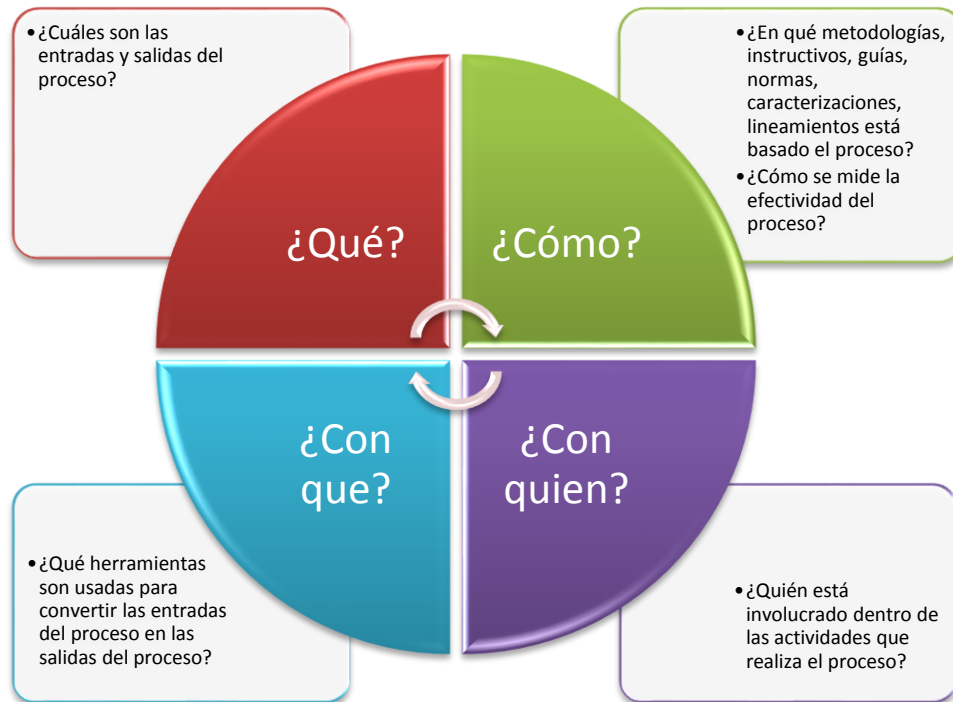 •¿Cuáles son las
entradas y salidas del
proceso?
•¿En qué metodologías,
instructivos, guías,
normas,
caracterizaciones,
lineamientos está
basado el proceso?
•¿Cómo se mide la
efectividad del
proceso?
¿Qué?
¿Cómo?
¿Con
que?
¿Con
quien?
•¿Qué herramientas
son usadas para
convertir las entradas
del proceso en las
salidas del proceso?
•¿Quién está
involucrado dentro de
las actividades que
realiza el proceso?